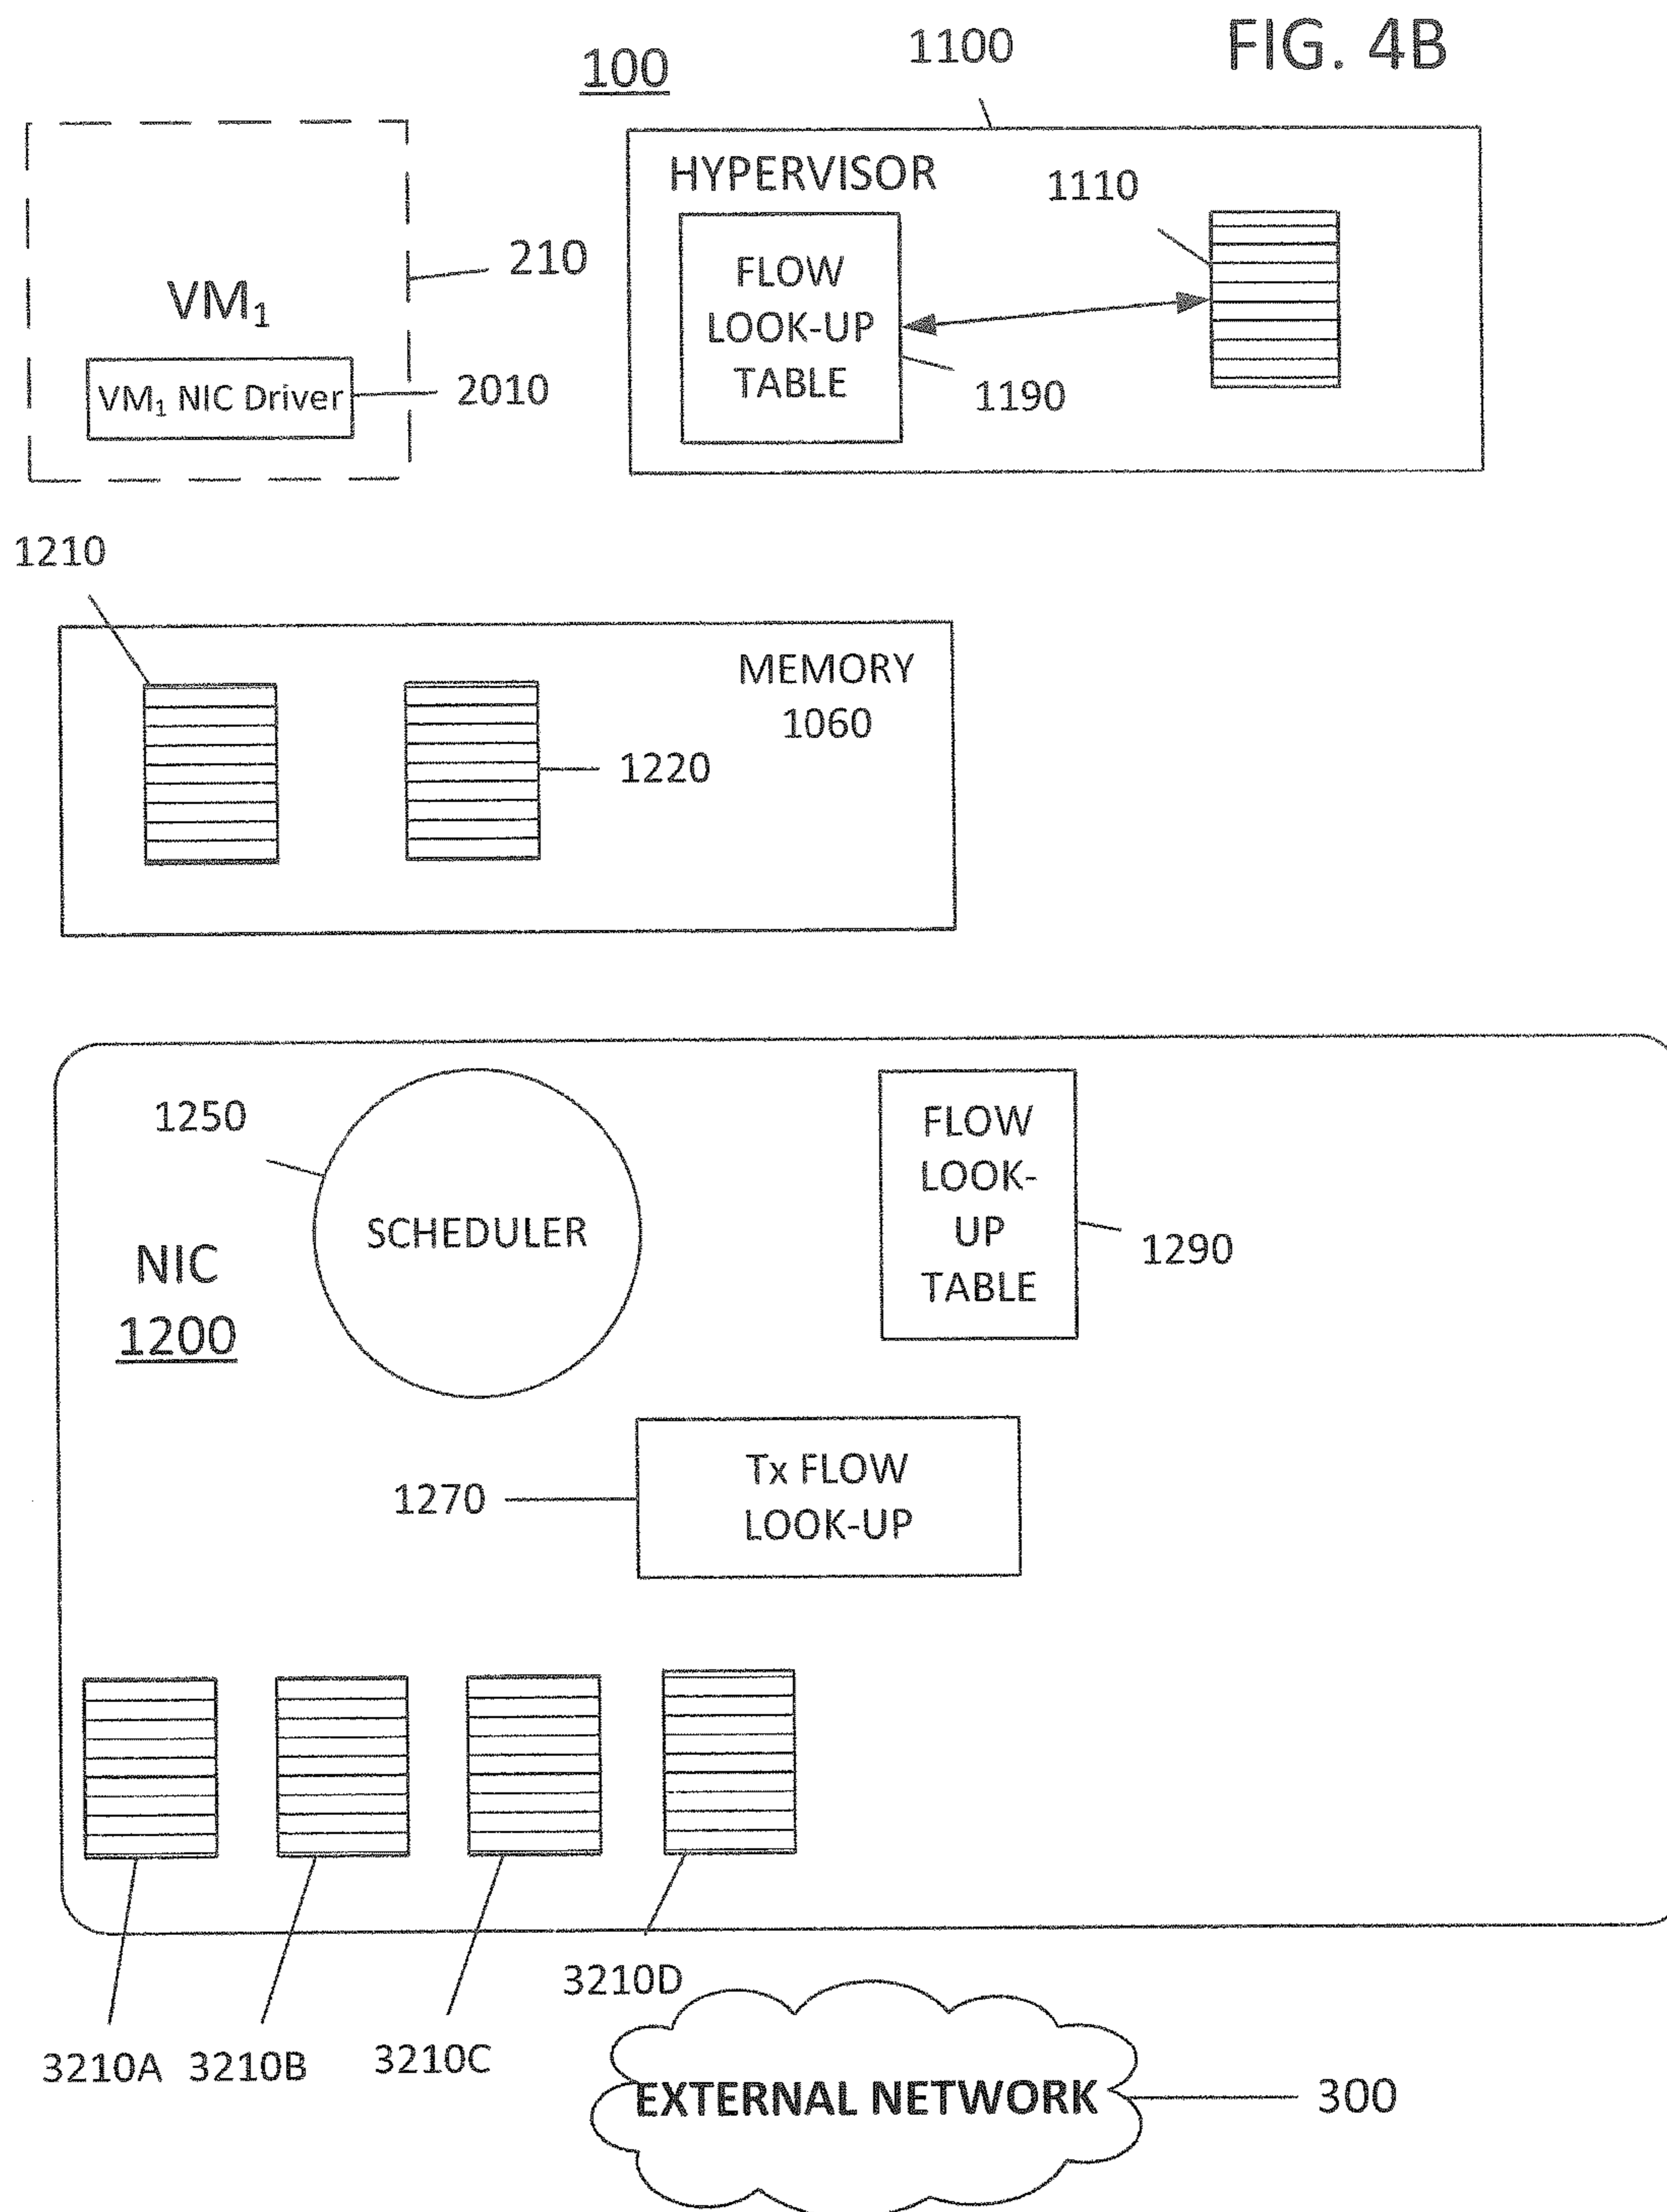 FIG. 4B
100
1100
HYPERVISOR
1110
FLOW
LOOK-UP
TABLE
1190
210
VM₁
VM₁ NIC Driver
2010
1210
MEMORY
1060
1220
1250
SCHEDULER
FLOW
LOOK-
UP
TABLE
1290
NIC
1200
Tx FLOW
LOOK-UP
1270
3210A
3210B
3210C
3210D
EXTERNAL NETWORK
300